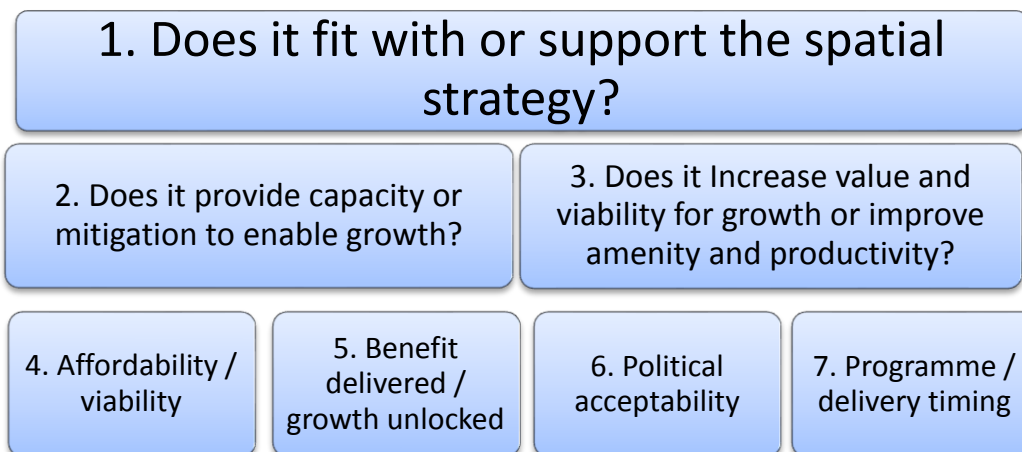 1. Does it fit with or support the spatial
strategy?
2. Does it provide capacity or
mitigation to enable growth?
3. Does it Increase value and
viability for growth or improve
amenity and productivity?
4. Affordability /
viability
5. Benefit
delivered /
growth unlocked
6. Political
acceptability
7. Programme /
delivery timing